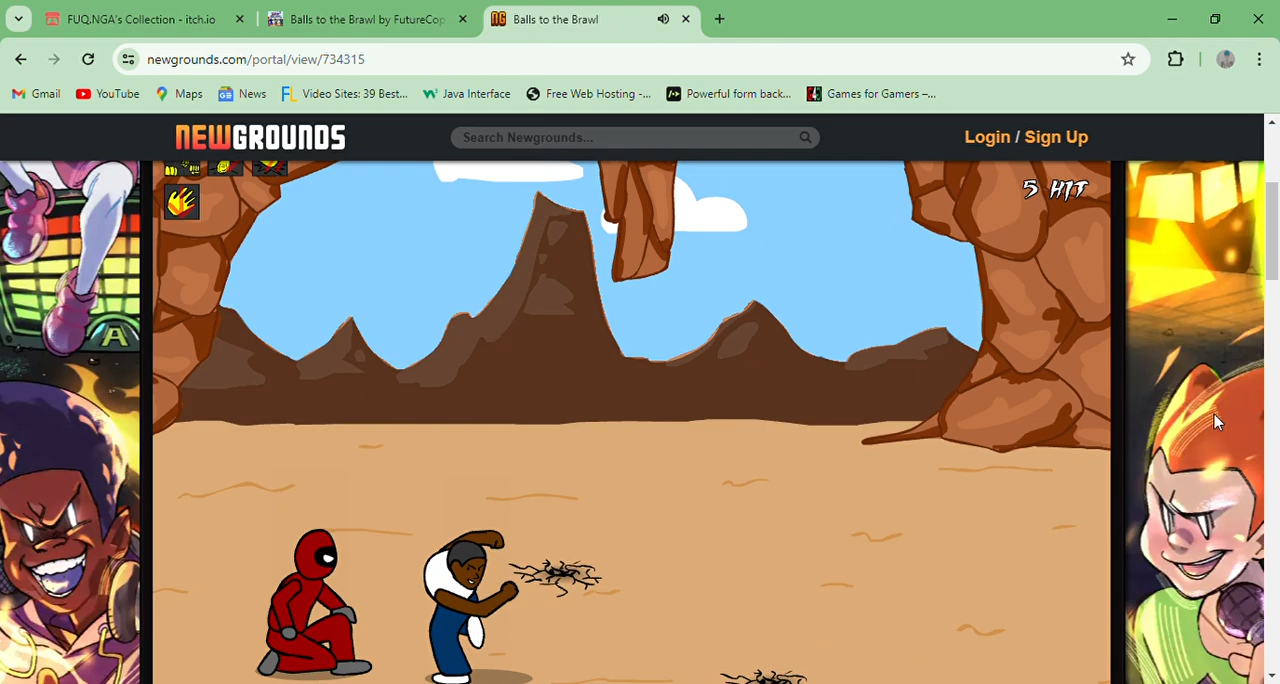 FUQ.NGA's Collection - itch.io
Balls to the Brawl by FutureCop
Balls to the Brawl
newgrounds.com/portal/view/734315
Gmail
YouTube
Maps
News
Video Sites: 39 Best...
Java Interface
Free Web Hosting -...
Powerful form back...
Games for Gamers –...
NEWGROUNDS
Search Newgrounds...
Login / Sign Up
5 HIT
A